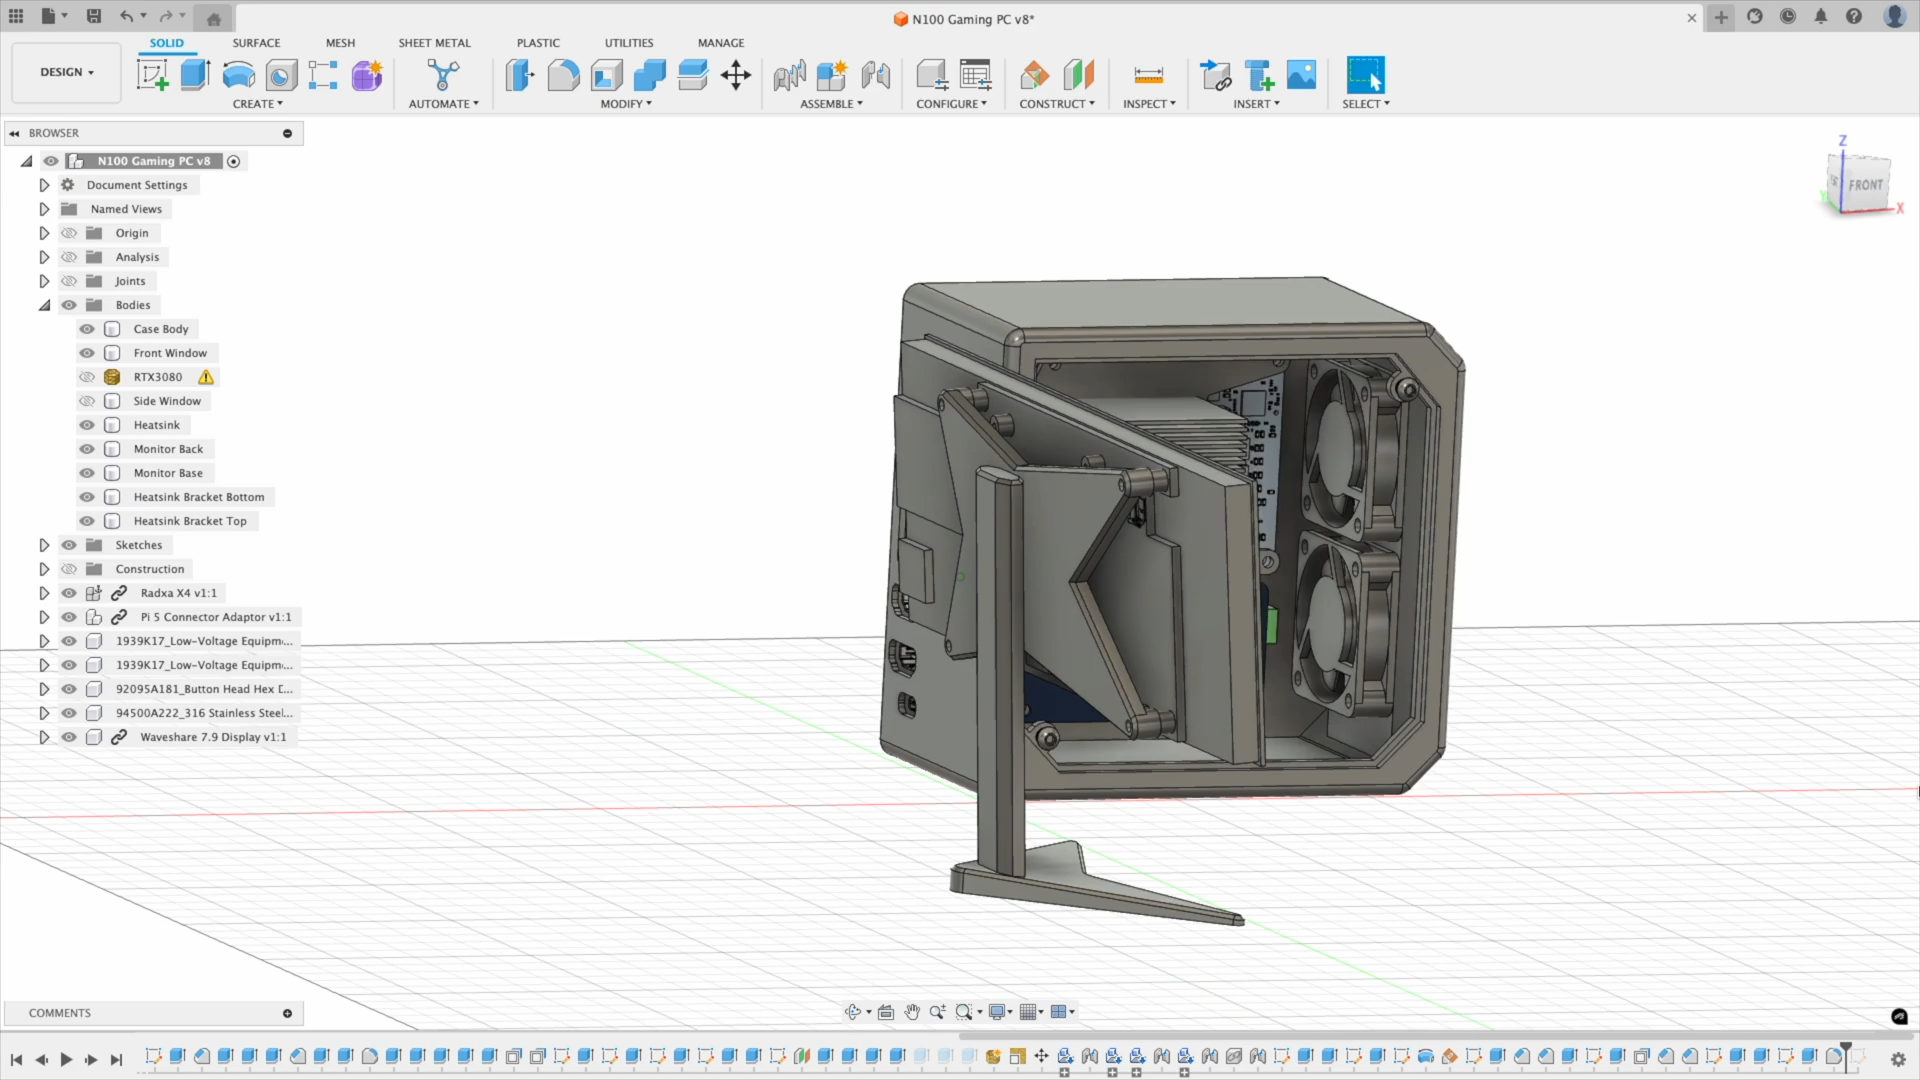 N100 Gaming PC v8*
SOLID
SURFACE
MESH
SHEET METAL
PLASTIC
UTILITIES
MANAGE
DESIGN
CREATE
AUTOMATE
MODIFY
ASSEMBLE
CONFIGURE
CONSTRUCT
INSPECT
INSERT
SELECT
BROWSER
N100 Gaming PC v8
Document Settings
Named Views
Origin
Analysis
Joints
Bodies
Case Body
Front Window
RTX3080
Side Window
Heatsink
Monitor Back
Monitor Base
Heatsink Bracket Bottom
Heatsink Bracket Top
Sketches
Construction
Radxa X4 v1:1
Pi 5 Connector Adaptor v1:1
1939K17_Low-Voltage Equipm...
1939K17_Low-Voltage Equipm...
92095A181_Button Head Hex D...
94500A222_316 Stainless Steel...
Waveshare 7.9 Display v1:1
Z
FRONT
X
COMMENTS